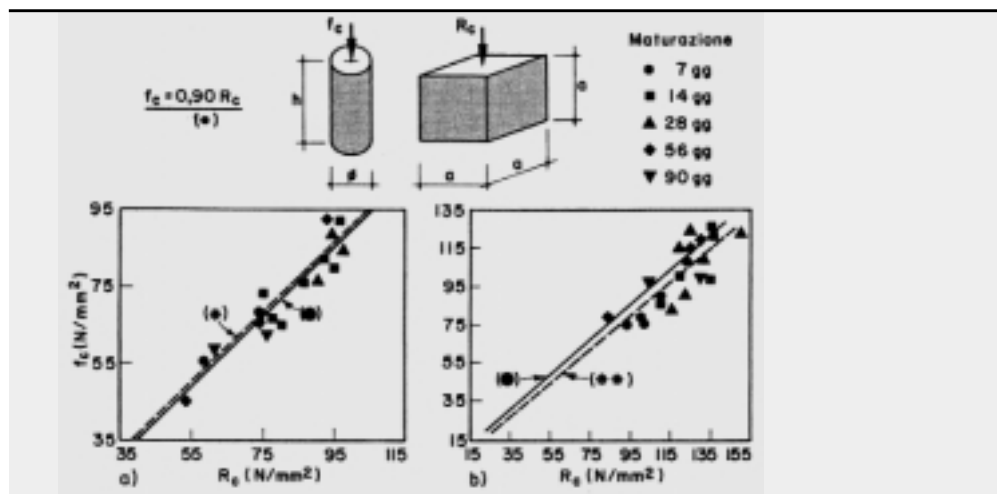 fc
Rc
Maturazione
7 gg
14 gg
28 gg
56 gg
90 gg
fc = 0,90 Rc
(•)
h
ø
a
a
a
95
75
55
35
fc (N/mm²)
(•)
35
75
95
115
a)
Rc (N/mm²)
135
115
95
75
55
35
15
(••)
15
35
55
75
95
115
135
155
b)
Rc (N/mm²)